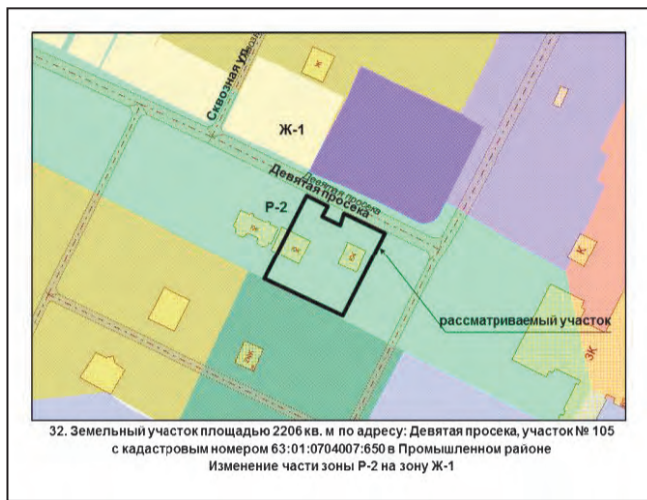 Сквозная ул.
К
Ж-1
Девятая просека
Девятая просека
Р-2
К
рассматриваемый участок
3К
32. Земельный участок площадью 2206 кв. м по адресу: Девятая просека, участок № 105
с кадастровым номером 63:01:0704007:650 в Промышленном районе
Изменение части зоны Р-2 на зону Ж-1